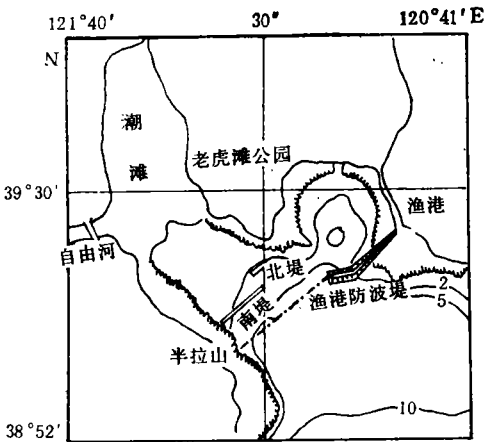 121°40′
30″
120°41′E
N
潮
滩
老虎滩公园
39°30′
渔港
自由河
北堤
南堤
渔港防波堤
2
5
半拉山
10
38°52′